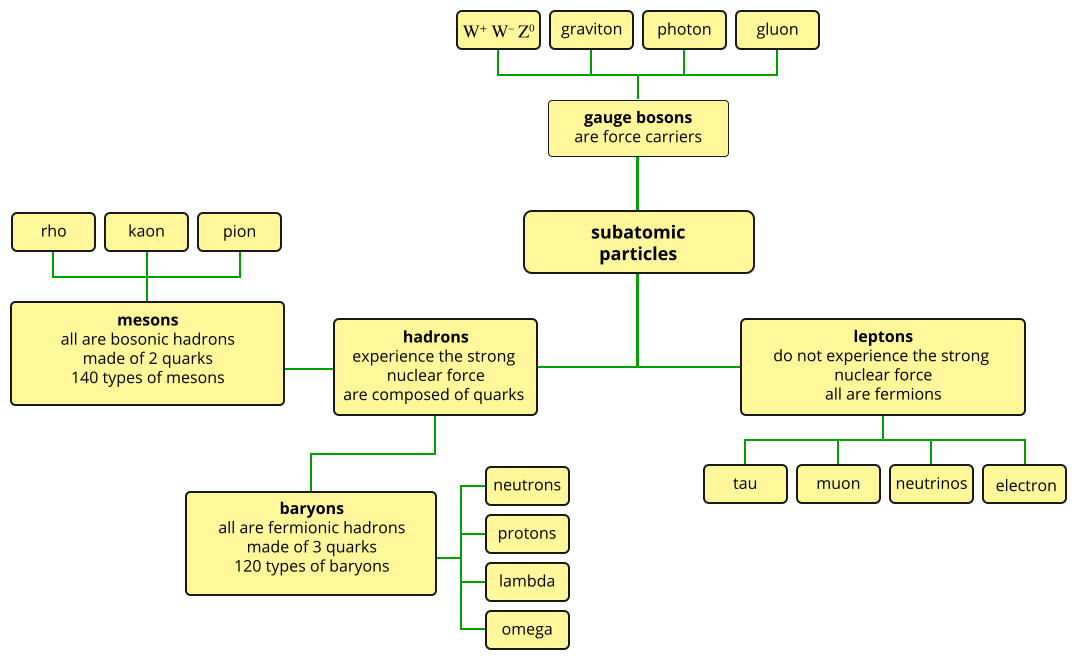 W⁺ W⁻ Z⁰
graviton
photon
gluon
gauge bosons
are force carriers
subatomic
particles
rho
kaon
pion
mesons
all are bosonic hadrons
made of 2 quarks
140 types of mesons
hadrons
experience the strong
nuclear force
are composed of quarks
leptons
do not experience the strong
nuclear force
all are fermions
tau
muon
neutrinos
electron
baryons
all are fermionic hadrons
made of 3 quarks
120 types of baryons
neutrons
protons
lambda
omega